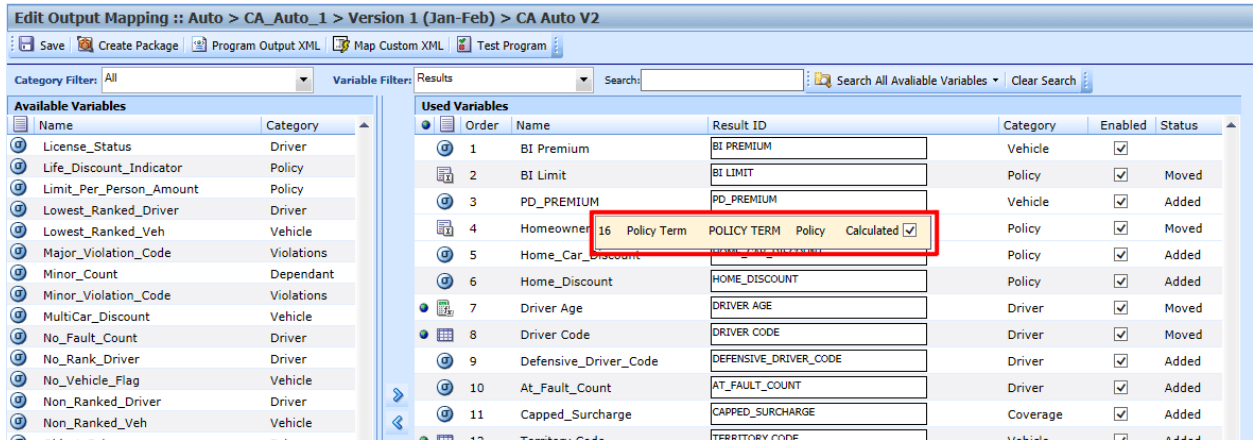 Edit Output Mapping :: Auto > CA_Auto_1 > Version 1 (Jan-Feb) > CA Auto V2
Save Create Package Program Output XML Map Custom XML Test Program
Category Filter: All Variable Filter: Results Search: Search All Avaliable Variables Clear Search
Available Variables
Name Category
License_Status Driver
Life_Discount_Indicator Policy
Limit_Per_Person_Amount Policy
Lowest_Ranked_Driver Driver
Lowest_Ranked_Veh Vehicle
Major_Violation_Code Violations
Minor_Count Dependant
Minor_Violation_Code Violations
MultiCar_Discount Vehicle
No_Fault_Count Driver
No_Rank_Driver Driver
No_Vehicle_Flag Vehicle
Non_Ranked_Driver Driver
Non_Ranked_Veh Vehicle
Used Variables
Order Name Result ID Category Enabled Status
1 BI Premium BI PREMIUM Vehicle
2 BI Limit BI LIMIT Policy Moved
3 PD_PREMIUM PD_PREMIUM Vehicle Added
4 Homeowner Policy Moved
16 Policy Term POLICY TERM Policy Calculated
5 Home_Car_Discount HOME_CAR_DISCOUNT Policy Added
6 Home_Discount HOME_DISCOUNT Policy Added
7 Driver Age DRIVER AGE Driver Moved
8 Driver Code DRIVER CODE Driver Moved
9 Defensive_Driver_Code DEFENSIVE_DRIVER_CODE Driver Added
10 At_Fault_Count AT_FAULT_COUNT Driver Added
11 Capped_Surcharge CAPPED_SURCHARGE Coverage Added
12 Territory Code TERRITORY CODE Vehicle Added